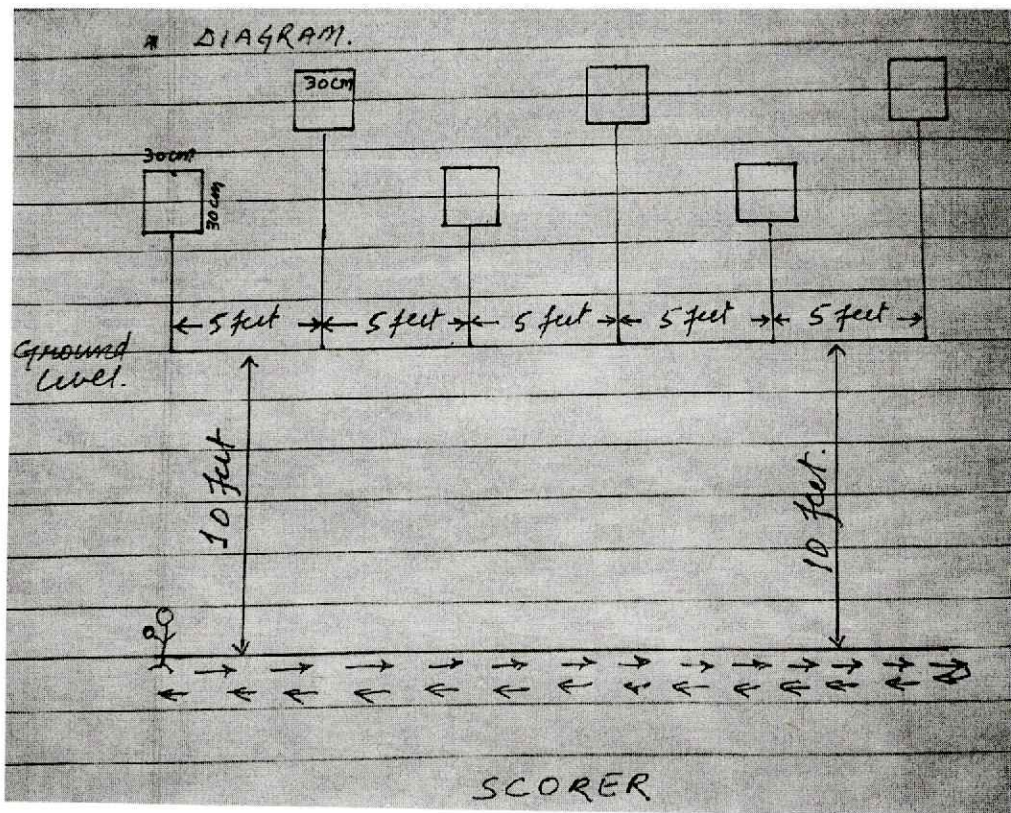 * DIAGRAM.
30cm
30cm
30cm
5 feet 5 feet 5 feet 5 feet 5 feet
Ground
level.
10 feet
10 feet.
SCORER